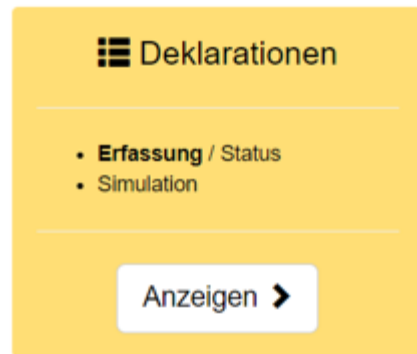 Deklarationen
Erfassung / Status
Simulation
Anzeigen